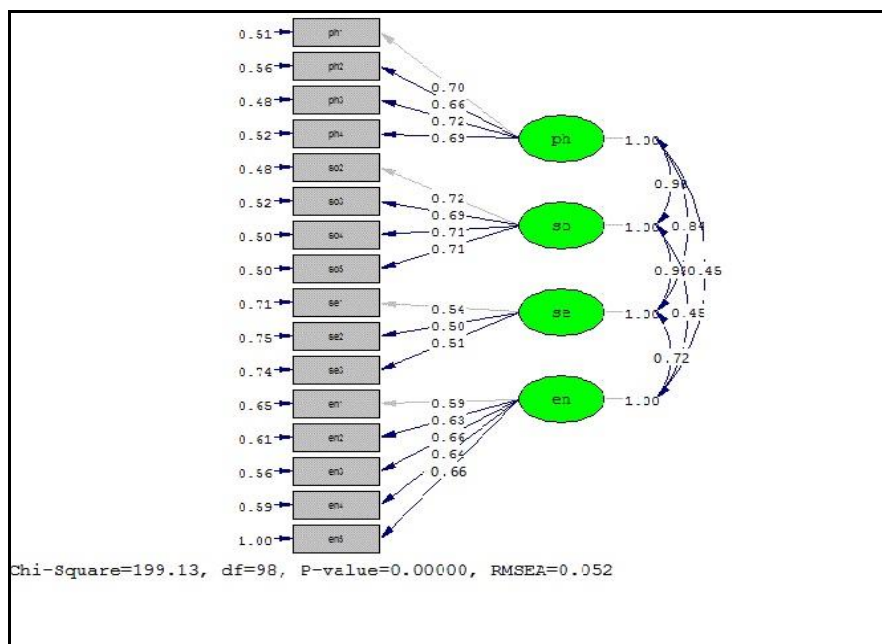 0.51 ph1
0.56 ph2
0.48 ph3
0.52 ph4
0.48 so2
0.52 so3
0.50 so4
0.50 so5
0.71 se1
0.75 se2
0.74 se3
0.65 en1
0.61 en2
0.56 en3
0.59 en4
1.00 en5
0.70
0.66
0.72
0.69
0.72
0.69
0.71
0.71
0.54
0.50
0.51
0.59
0.63
0.66
0.64
0.66
ph 1.00
so 1.00
se 1.00
en 1.00
0.84
0.45
0.45
0.72
Chi-Square=199.13, df=98, P-value=0.00000, RMSEA=0.052